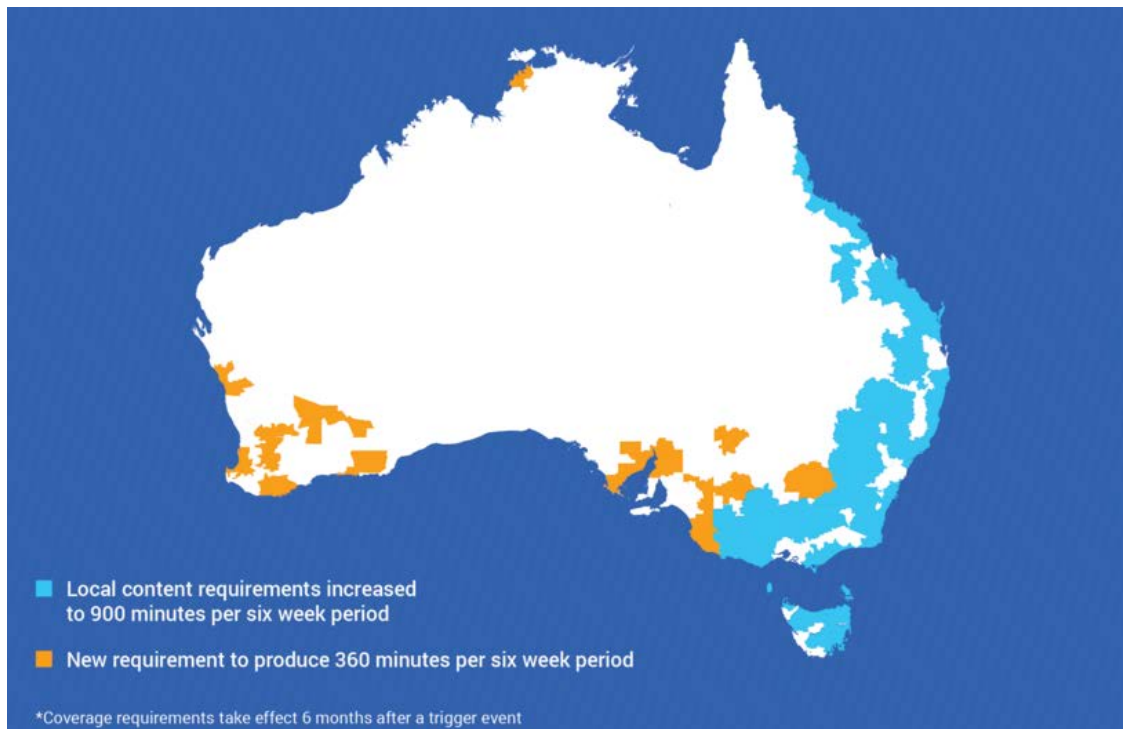 Local content requirements increased
to 900 minutes per six week period
New requirement to produce 360 minutes per six week period
*Coverage requirements take effect 6 months after a trigger event